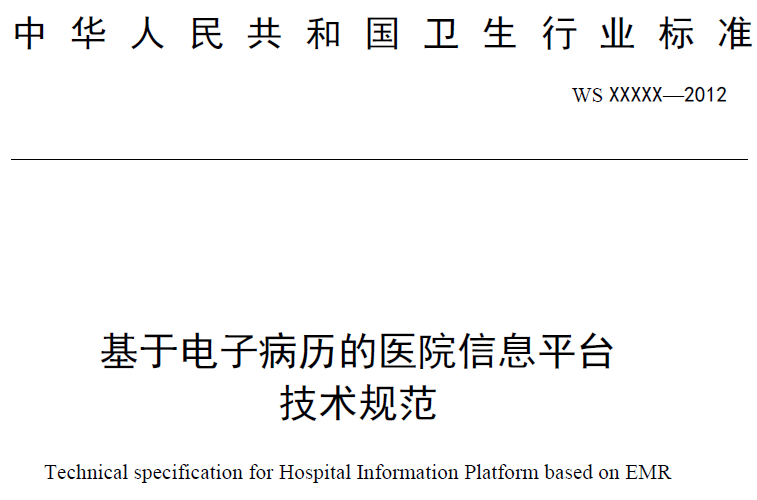 中华人民共和国卫生行业标准
WS XXXXX—2012
基于电子病历的医院信息平台
技术规范
Technical specification for Hospital Information Platform based on EMR